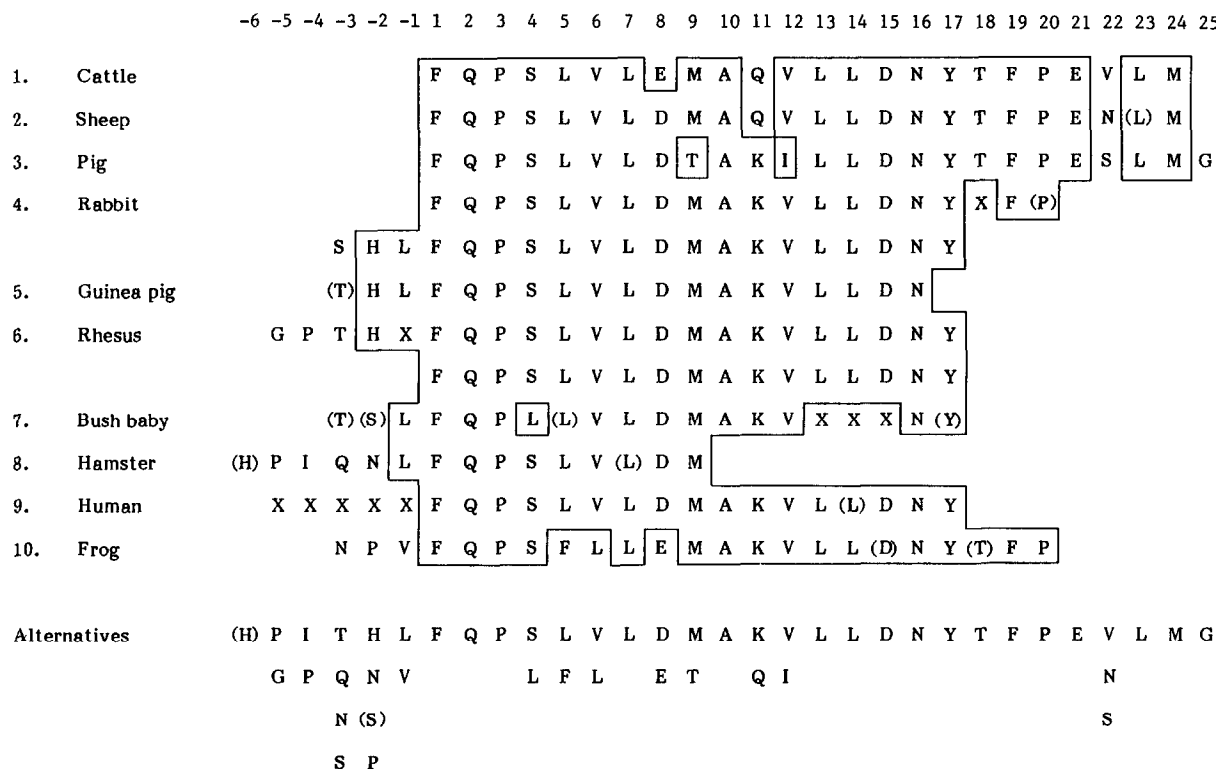 -6 -5 -4 -3 -2 -1 1 2 3 4 5 6 7 8 9 10 11 12 13 14 15 16 17 18 19 20 21 22 23 24 25
1. Cattle F Q P S L V L E M A Q V L L D N Y T F P E V L M
2. Sheep F Q P S L V L D M A Q V L L D N Y T F P E N (L) M
3. Pig F Q P S L V L D T A K I L L D N Y T F P E S L M G
4. Rabbit F Q P S L V L D M A K V L L D N Y X F (P)
S H L F Q P S L V L D M A K V L L D N Y
5. Guinea pig (T) H L F Q P S L V L D M A K V L L D N
6. Rhesus G P T H X F Q P S L V L D M A K V L L D N Y
F Q P S L V L D M A K V L L D N Y
7. Bush baby (T) (S) L F Q P L (L) V L D M A K V X X X N (Y)
8. Hamster (H) P I Q N L F Q P S L V (L) D M
9. Human X X X X X F Q P S L V L D M A K V L (L) D N Y
10. Frog N P V F Q P S F L L E M A K V L L (D) N Y (T) F P
Alternatives (H) P I T H L F Q P S L V L D M A K V L L D N Y T F P E V L M G
G P Q N V L F L E T Q I N
N (S) S
S P